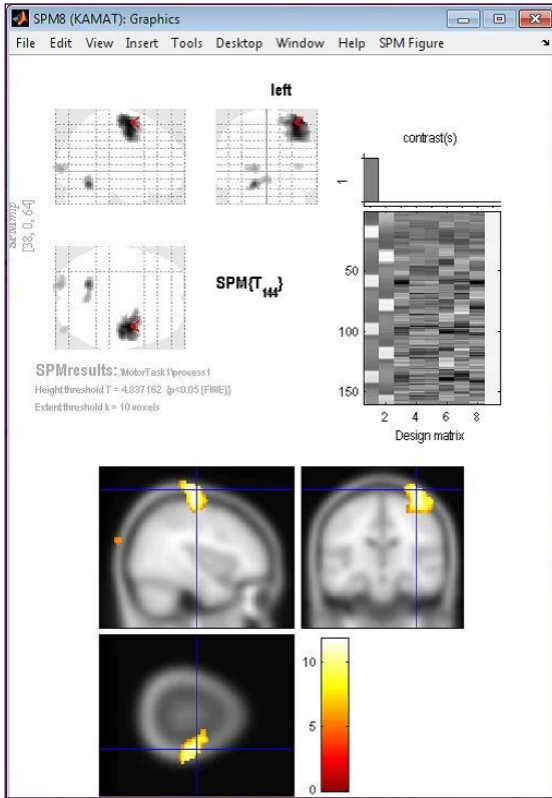 SPM8 (KAMAT): Graphics
File Edit View Insert Tools Desktop Window Help SPM Figure
left
contrast(s)
1
SPMmip
[38, 0, 64]
50
SPM{T144}
100
150
2 4 6 8
Design matrix
SPMresults: .\MotorTask1\process1
Height threshold T = 4.837162 {p<0.05 (FWE)}
Extent threshold k = 10 voxels
10
5
0